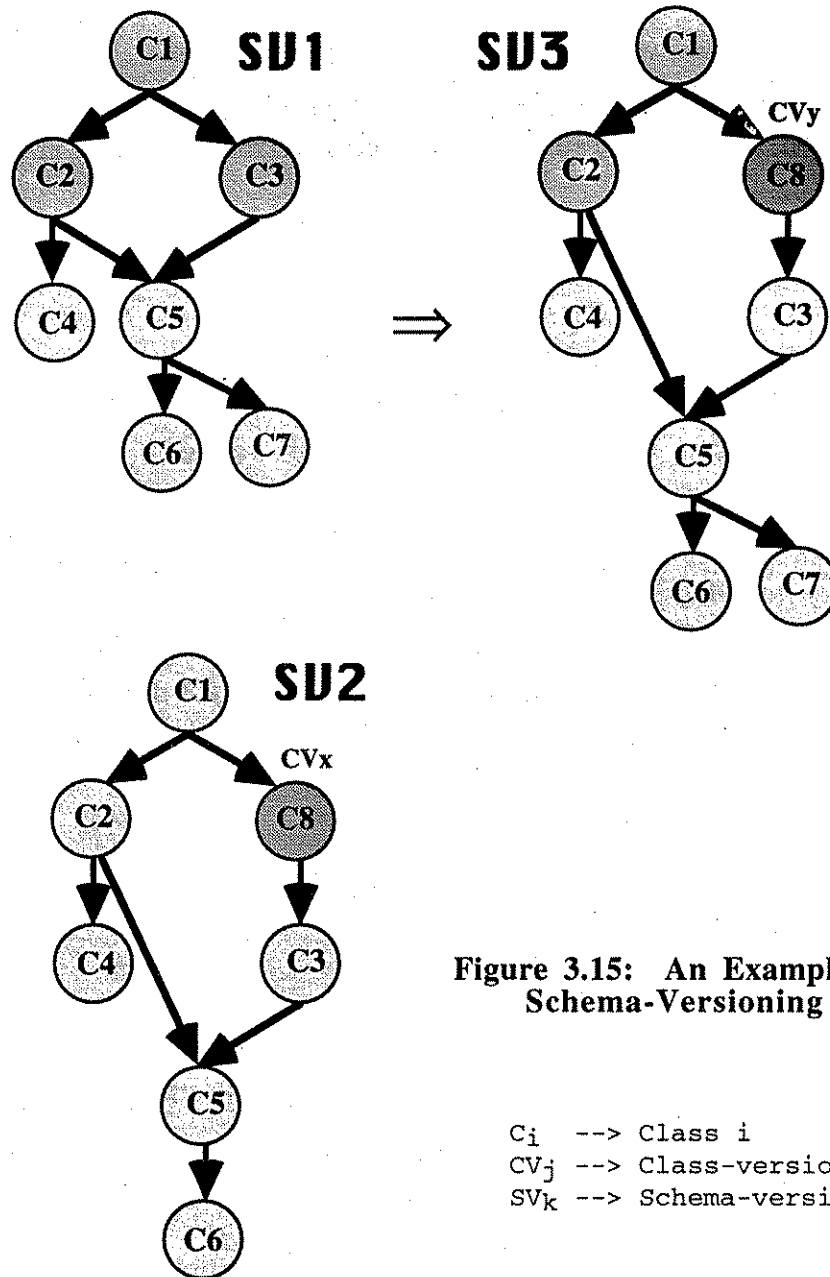 C1 SV1
C2 C3
C4 C5
C6 C7
⇒
C1 SV3
CVy
C2 C8
C4 C3
C5
C6 C7
C1 SV2
CVx
C2 C8
C4 C3
C5
C6
Figure 3.15: An Exampl
Schema-Versioning
Ci --> Class i
CVj --> Class-versio
SVk --> Schema-versi